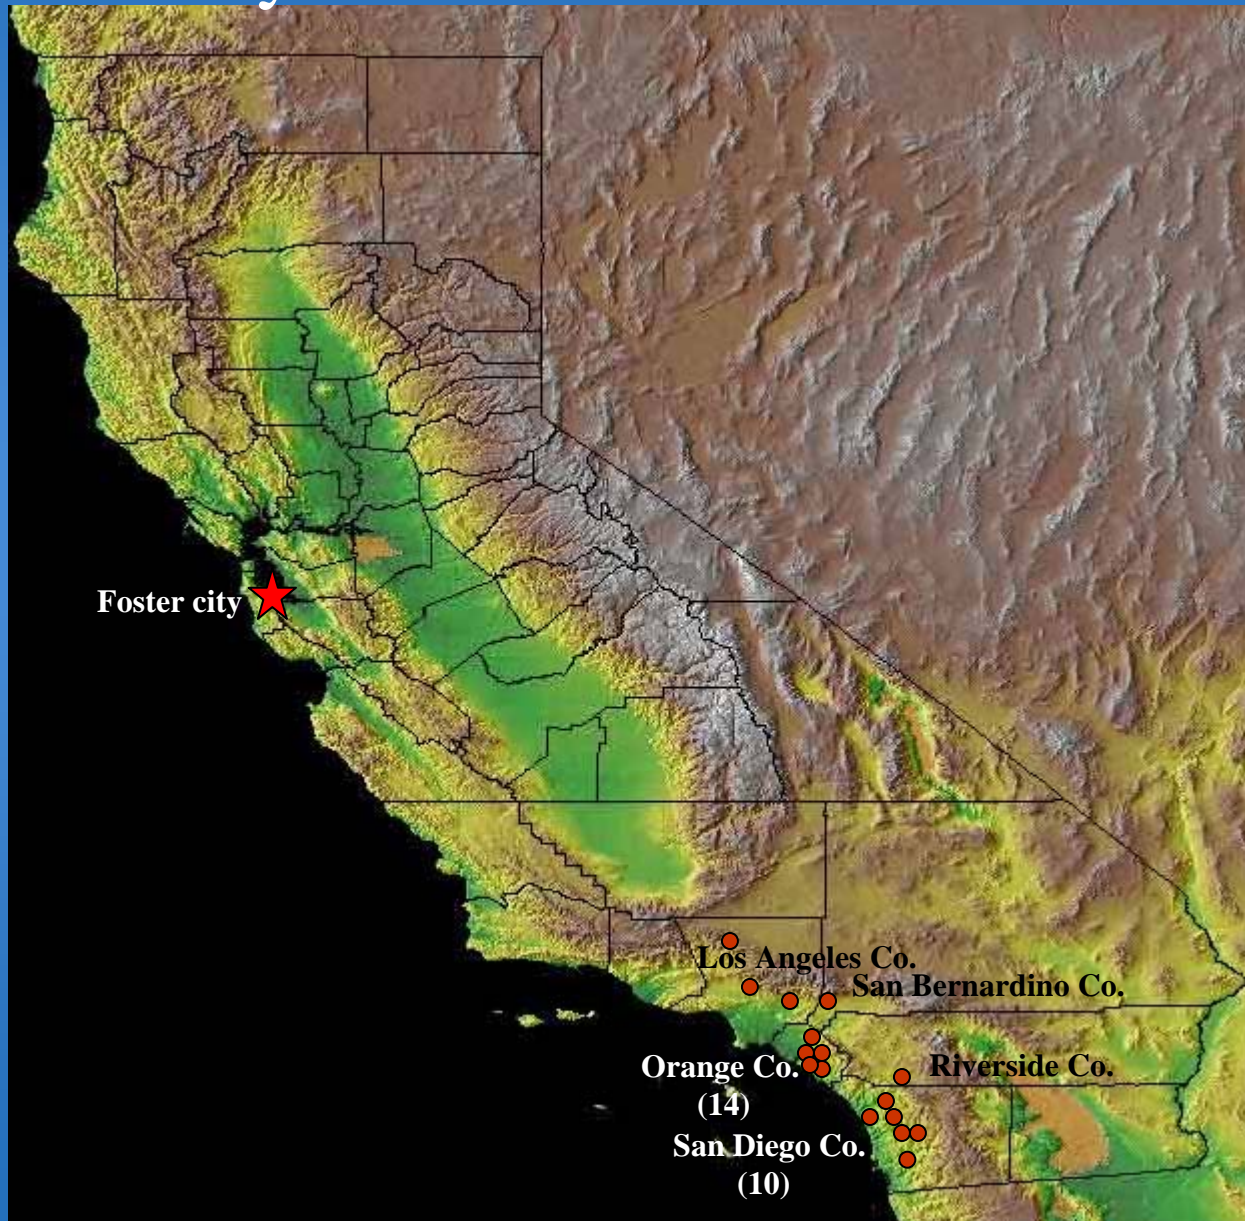 Foster city
Los Angeles Co.
San Bernardino Co.
Orange Co.
(14)
Riverside Co.
San Diego Co.
(10)